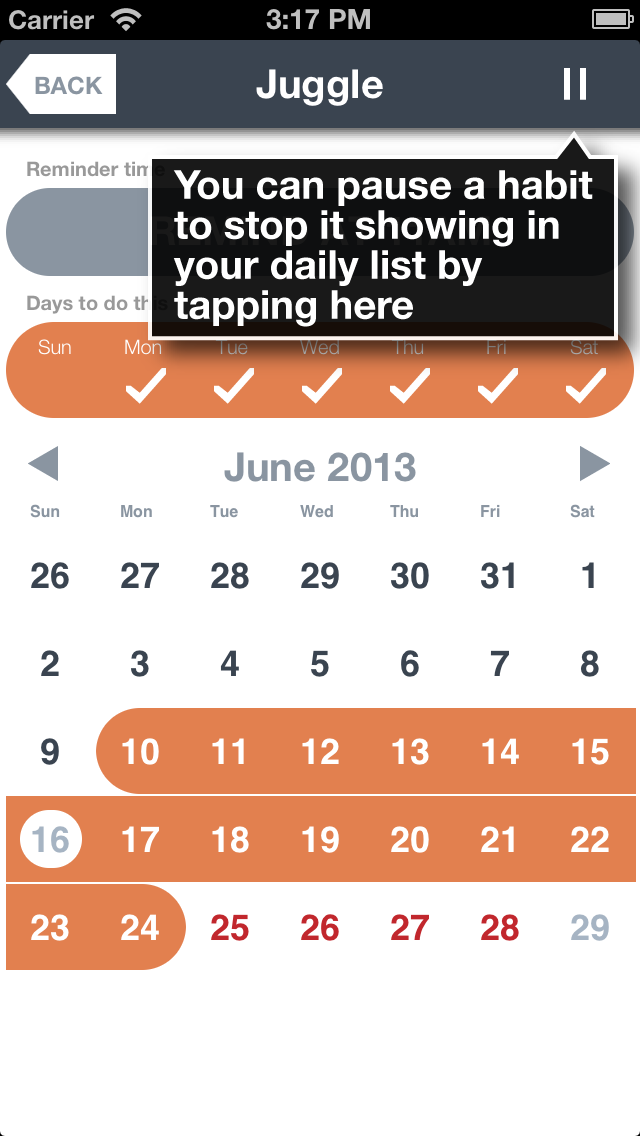 Carrier 3:17 PM
BACK Juggle
Reminder time
You can pause a habit
to stop it showing in
your daily list by
tapping here
Days to do this
Sun Mon Tue Wed Thu Fri Sat
June 2013
Sun Mon Tue Wed Thu Fri Sat
26 27 28 29 30 31 1
2 3 4 5 6 7 8
9 10 11 12 13 14 15
16 17 18 19 20 21 22
23 24 25 26 27 28 29